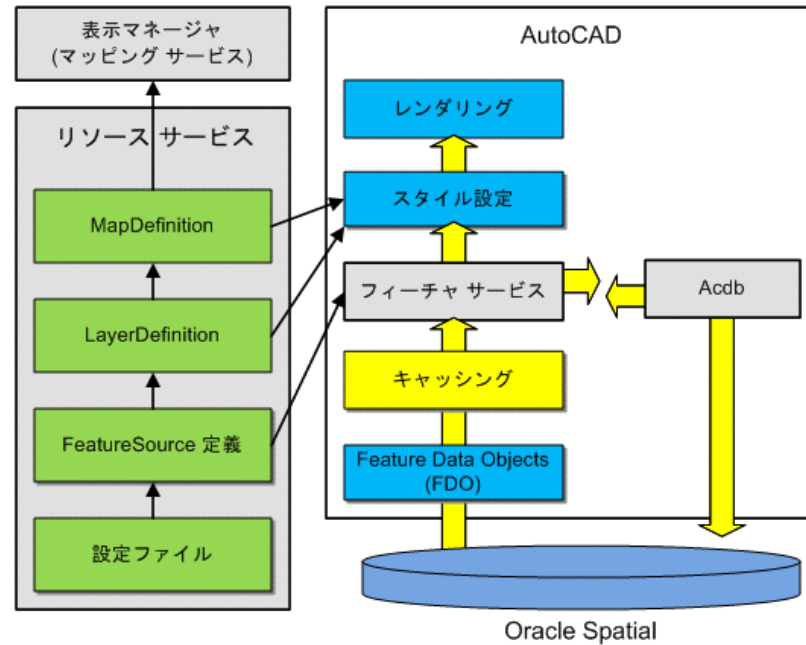 表示マネージャ
(マッピング サービス)
リソース サービス
MapDefinition
LayerDefinition
FeatureSource 定義
設定ファイル
AutoCAD
レンダリング
スタイル設定
フィーチャ サービス
Acdb
キャッシング
Feature Data Objects
(FDO)
Oracle Spatial